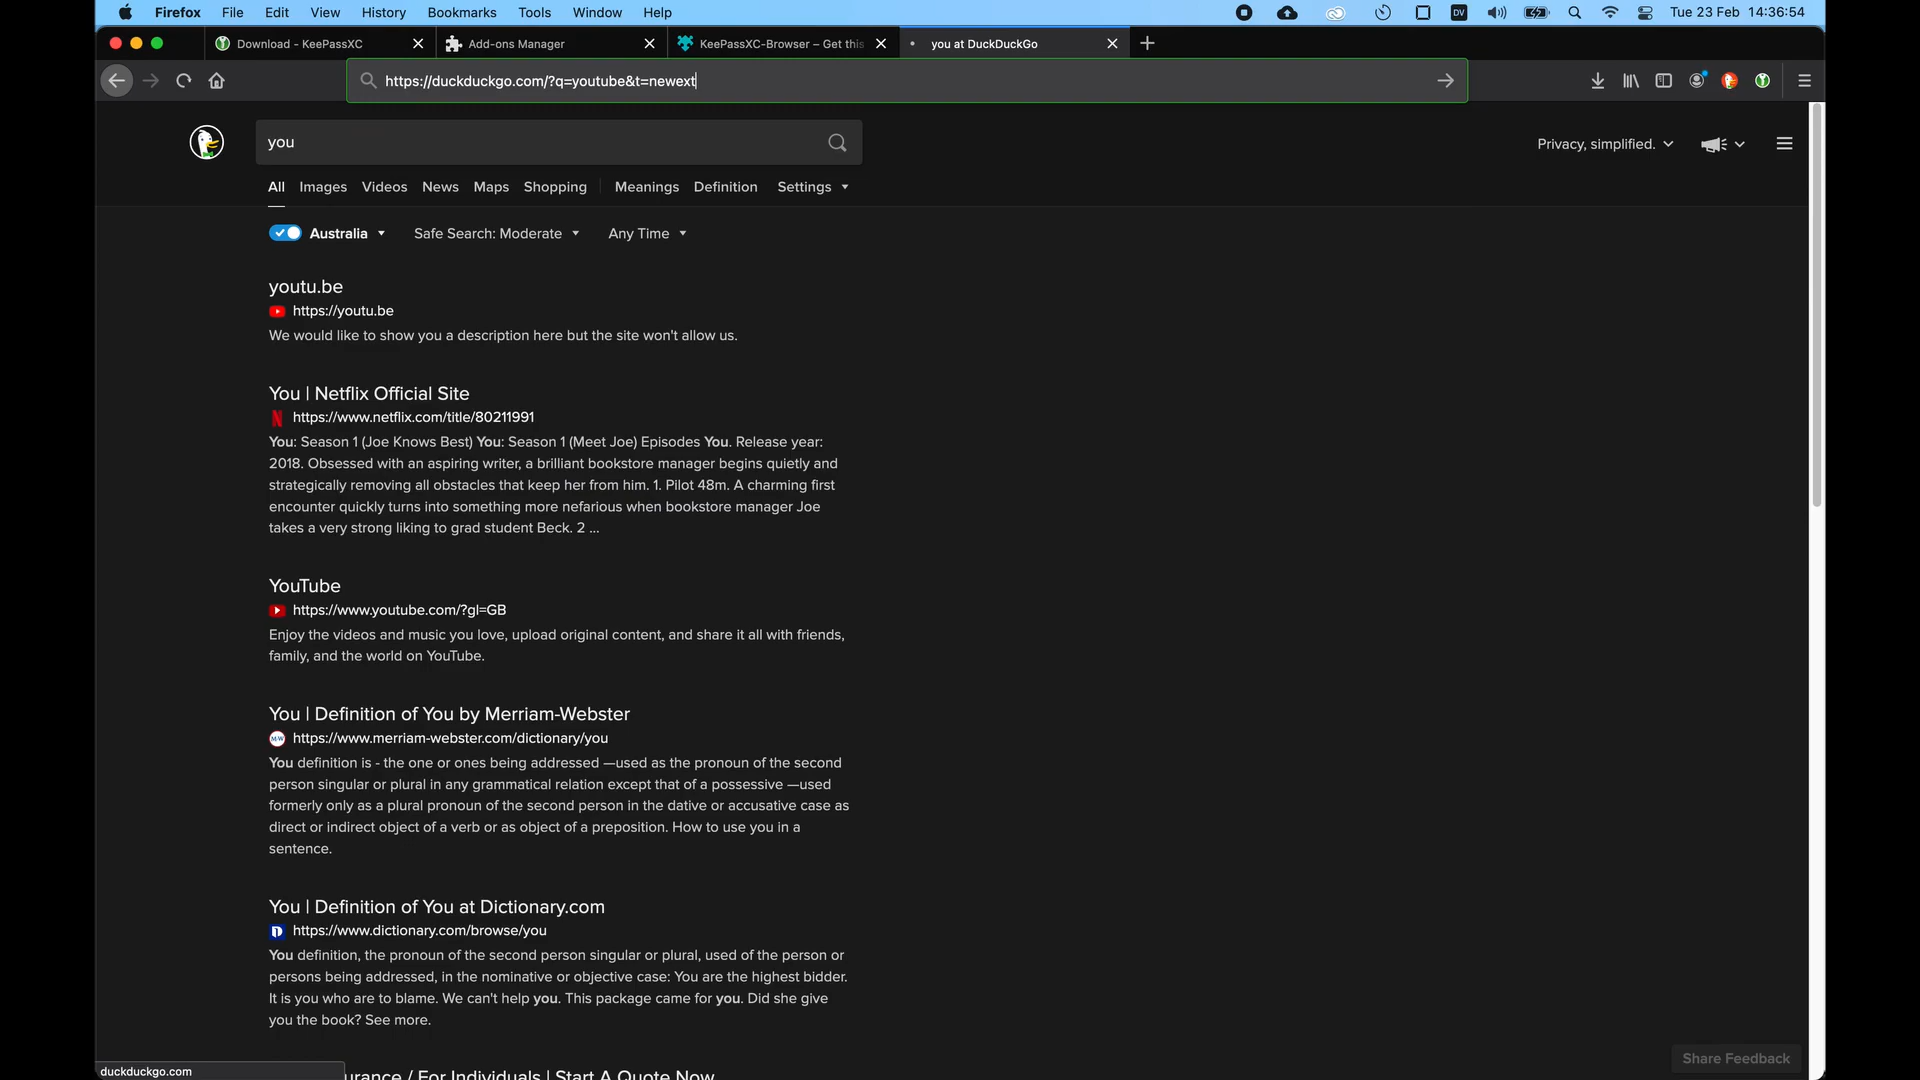 Firefox File Edit View History Bookmarks Tools Window Help
DV
Tue 23 Feb 14:36:54
Download - KeePassXC
Add-ons Manager
KeePassXC-Browser – Get this
you at DuckDuckGo
https://duckduckgo.com/?q=youtube&t=newext
you
Privacy, simplified.
All Images Videos News Maps Shopping Meanings Definition Settings
Australia Safe Search: Moderate Any Time
youtu.be
https://youtu.be
We would like to show you a description here but the site won't allow us.
You | Netflix Official Site
N https://www.netflix.com/title/80211991
You: Season 1 (Joe Knows Best) You: Season 1 (Meet Joe) Episodes You. Release year:
2018. Obsessed with an aspiring writer, a brilliant bookstore manager begins quietly and
strategically removing all obstacles that keep her from him. 1. Pilot 48m. A charming first
encounter quickly turns into something more nefarious when bookstore manager Joe
takes a very strong liking to grad student Beck. 2 ...
YouTube
https://www.youtube.com/?gl=GB
Enjoy the videos and music you love, upload original content, and share it all with friends,
family, and the world on YouTube.
You | Definition of You by Merriam-Webster
M-W https://www.merriam-webster.com/dictionary/you
You definition is - the one or ones being addressed —used as the pronoun of the second
person singular or plural in any grammatical relation except that of a possessive —used
formerly only as a plural pronoun of the second person in the dative or accusative case as
direct or indirect object of a verb or as object of a preposition. How to use you in a
sentence.
You | Definition of You at Dictionary.com
https://www.dictionary.com/browse/you
You definition, the pronoun of the second person singular or plural, used of the person or
persons being addressed, in the nominative or objective case: You are the highest bidder.
It is you who are to blame. We can't help you. This package came for you. Did she give
you the book? See more.
Share Feedback
duckduckgo.com
urance / For Individuals | Start A Quote Now